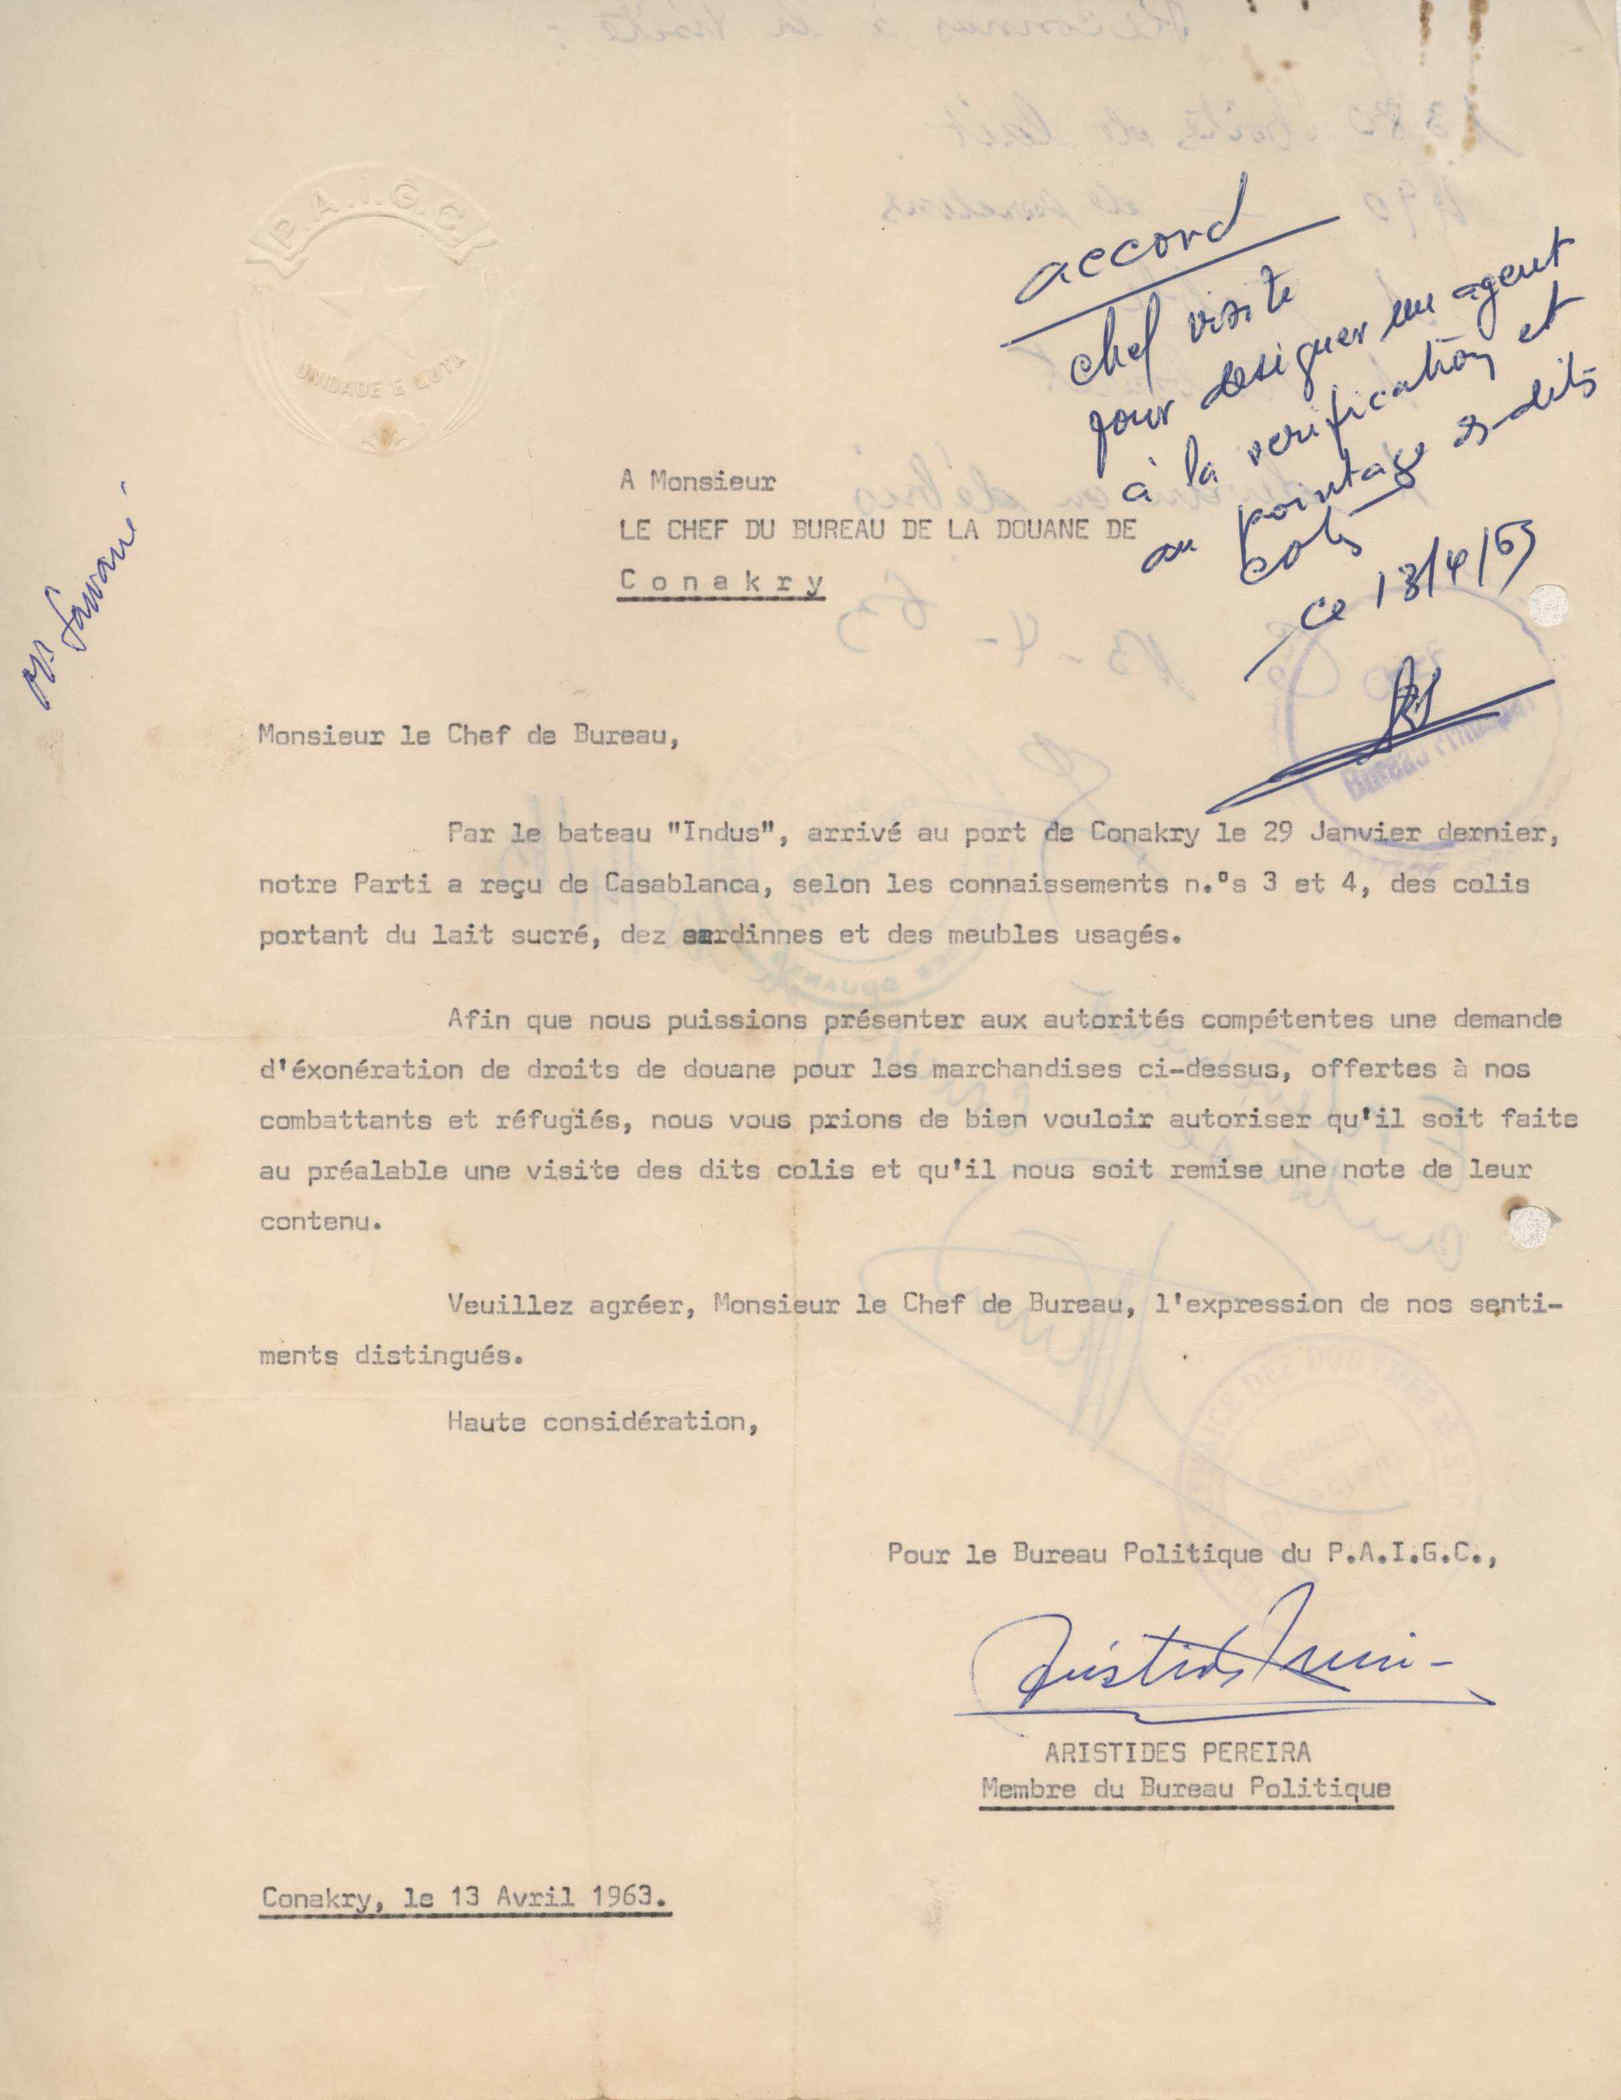 P.A.I.G.C.
UNIDADE E LUTA
accord
chef visite
pour designer un agent
à la verification et
au pointage es-dits
colis
ce 13/4/63
A Monsieur
LE CHEF DU BUREAU DE LA DOUANE DE
Conakry
Monsieur le Chef de Bureau,
Par le bateau "Indus", arrivé au port de Conakry le 29 Janvier dernier,
notre Parti a reçu de Casablanca, selon les connaissements n.ºs 3 et 4, des colis
portant du lait sucré, dez sardinnes et des meubles usagés.
Afin que nous puissions présenter aux autorités compétentes une demande
d'éxonération de droits de douane pour les marchandises ci-dessus, offertes à nos
combattants et réfugiés, nous vous prions de bien vouloir autoriser qu'il soit faite
au préalable une visite des dits colis et qu'il nous soit remise une note de leur
contenu.
Veuillez agréer, Monsieur le Chef de Bureau, l'expression de nos senti-
ments distingués.
Haute considération,
Pour le Bureau Politique du P.A.I.G.C.,
ARISTIDES PEREIRA
Membre du Bureau Politique
Conakry, le 13 Avril 1963.